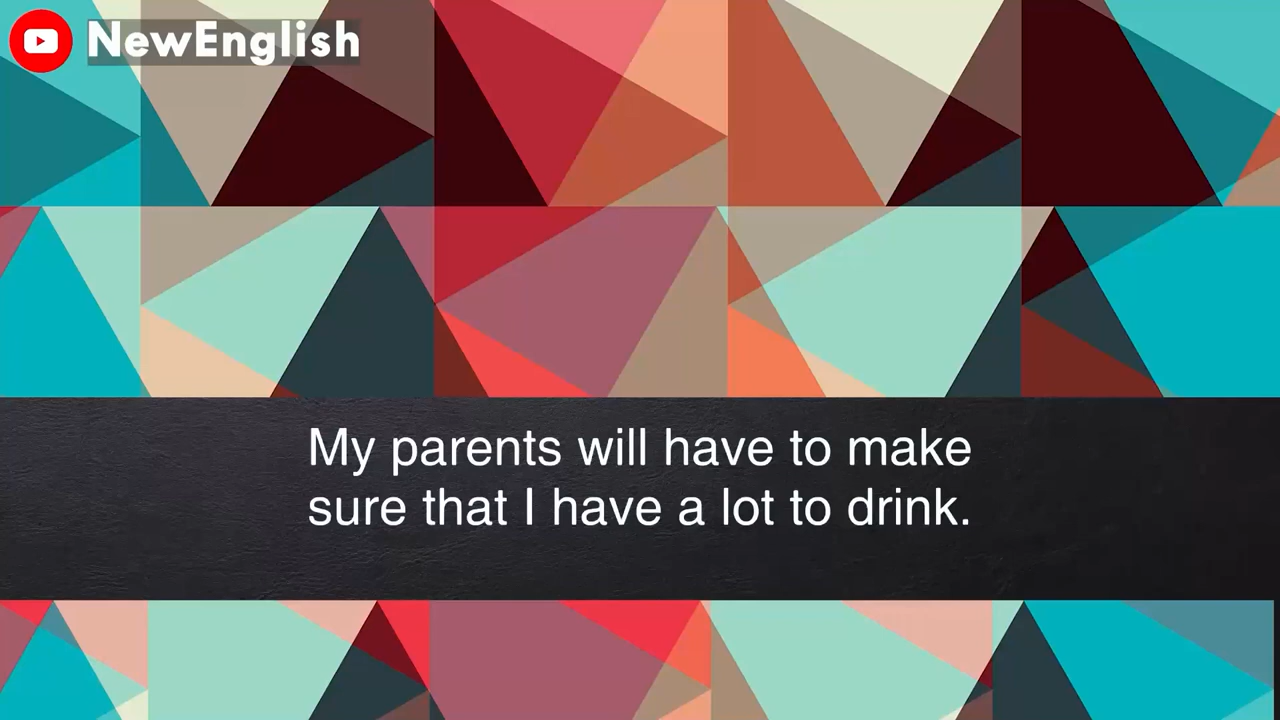 NewEnglish
My parents will have to make
sure that I have a lot to drink.